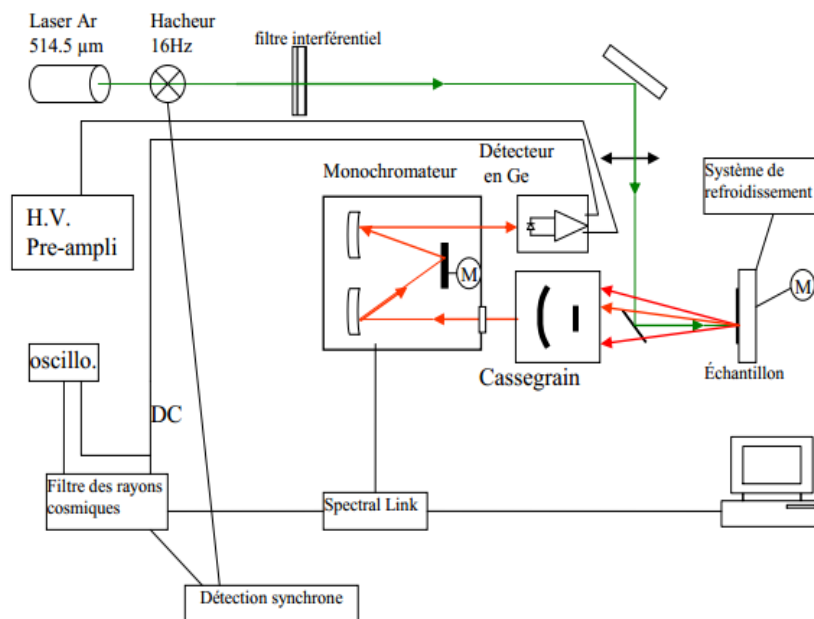 Laser Ar
514.5 µm
Hacheur
16Hz
filtre interférentiel
Monochromateur
Détecteur
en Ge
Système de
refroidissement
H.V.
Pre-ampli
M
M
oscillo.
Cassegrain
Échantillon
DC
Filtre des rayons
cosmiques
Spectral Link
Détection synchrone